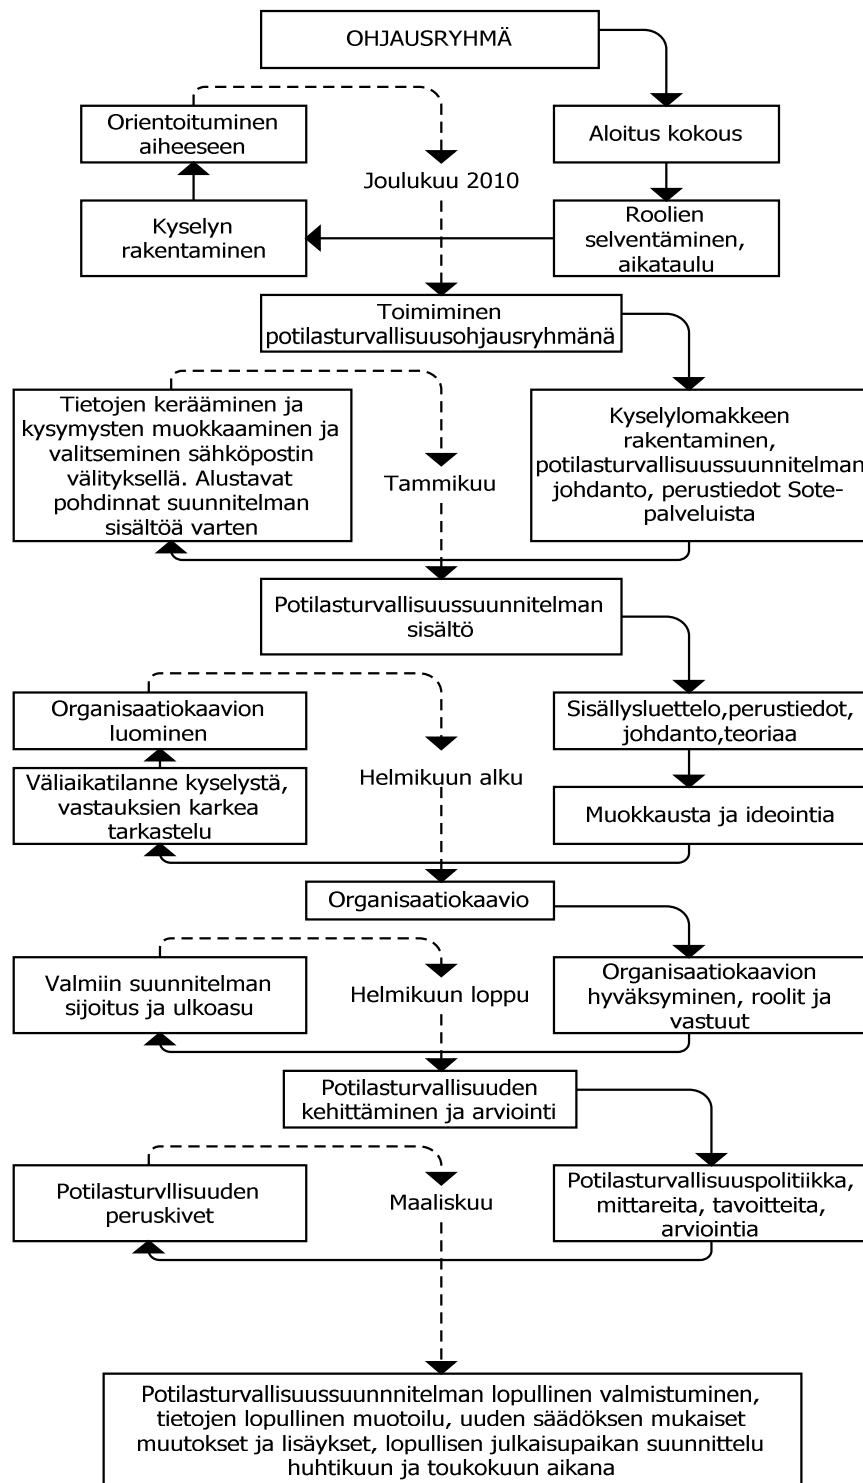 OHJAUSRYHMÄ
Orientoituminen
aiheeseen
Aloitus kokous
Joulukuu 2010
Kyselyn
rakentaminen
Roolien
selventäminen,
aikataulu
Toimiminen
potilasturvallisuusohjausryhmänä
Tietojen kerääminen ja
kysymysten muokkaaminen ja
valitseminen sähköpostin
välityksellä. Alustavat
pohdinnat suunnitelman
sisältöä varten
Tammikuu
Kyselylomakkeen
rakentaminen,
potilasturvallisuussuunnitelman
johdanto, perustiedot Sote-
palveluista
Potilasturvallisuussuunnitelman
sisältö
Organisaatiokaavion
luominen
Sisällysluettelo,perustiedot,
johdanto,teoriaa
Väliaikatilanne kyselystä,
vastauksien karkea
tarkastelu
Helmikuun alku
Muokkausta ja ideointia
Organisaatiokaavio
Valmiin suunnitelman
sijoitus ja ulkoasu
Helmikuun loppu
Organisaatiokaavion
hyväksyminen, roolit ja
vastuut
Potilasturvallisuuden
kehittäminen ja arviointi
Potilasturvllisuuden
peruskivet
Maaliskuu
Potilasturvallisuuspolitiikka,
mittareita, tavoitteita,
arviointia
Potilasturvallisuussuunnnitelman lopullinen valmistuminen,
tietojen lopullinen muotoilu, uuden säädöksen mukaiset
muutokset ja lisäykset, lopullisen julkaisupaikan suunnittelu
huhtikuun ja toukokuun aikana